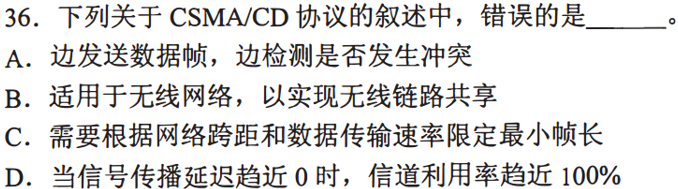 36．下列关于 CSMA/CD 协议的叙述中，错误的是______。
A．边发送数据帧，边检测是否发生冲突
B．适用于无线网络，以实现无线链路共享
C．需要根据网络跨距和数据传输速率限定最小帧长
D．当信号传播延迟趋近 0 时，信道利用率趋近 100%